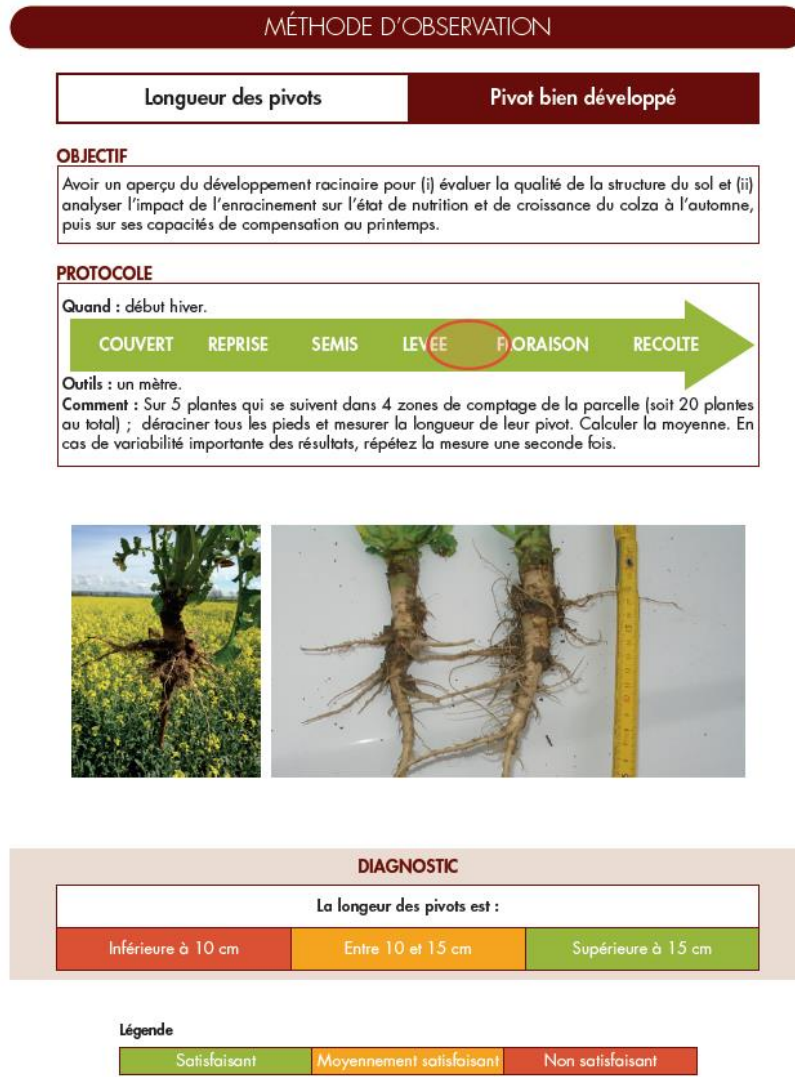 MÉTHODE D'OBSERVATION
Longueur des pivots
Pivot bien développé
OBJECTIF
Avoir un aperçu du développement racinaire pour (i) évaluer la qualité de la structure du sol et (ii)
analyser l'impact de l'enracinement sur l'état de nutrition et de croissance du colza à l'automne,
puis sur ses capacités de compensation au printemps.
PROTOCOLE
Quand : début hiver.
COUVERT REPRISE SEMIS LEVEE FLORAISON RECOLTE
Outils : un mètre.
Comment : Sur 5 plantes qui se suivent dans 4 zones de comptage de la parcelle (soit 20 plantes
au total) ; déraciner tous les pieds et mesurer la longueur de leur pivot. Calculer la moyenne. En
cas de variabilité importante des résultats, répétez la mesure une seconde fois.
DIAGNOSTIC
La longeur des pivots est :
Inférieure à 10 cm
Entre 10 et 15 cm
Supérieure à 15 cm
Légende
Satisfaisant
Moyennement satisfaisant
Non satisfaisant